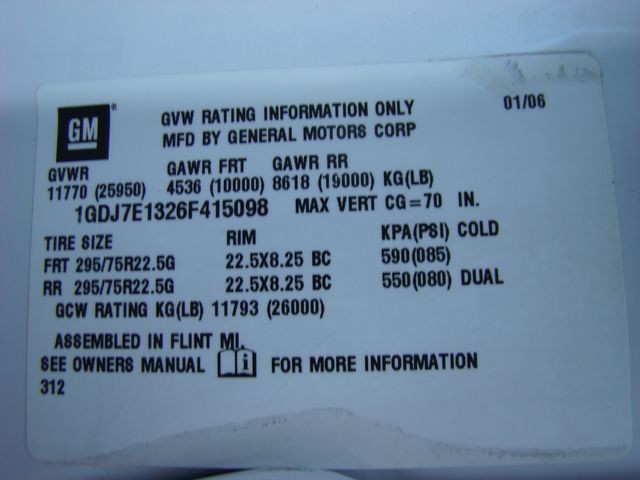 GM ® GVW RATING INFORMATION ONLY 01/06
MFD BY GENERAL MOTORS CORP
GVWR GAWR FRT GAWR RR
11770 (25950) 4536 (10000) 8618 (19000) KG(LB)
1GDJ7E1326F415098 MAX VERT CG=70 IN.
TIRE SIZE RIM KPA(PSI) COLD
FRT 295/75R22.5G 22.5X8.25 BC 590(085)
RR 295/75R22.5G 22.5X8.25 BC 550(080) DUAL
GCW RATING KG(LB) 11793 (26000)
ASSEMBLED IN FLINT MI.
SEE OWNERS MANUAL i FOR MORE INFORMATION
312